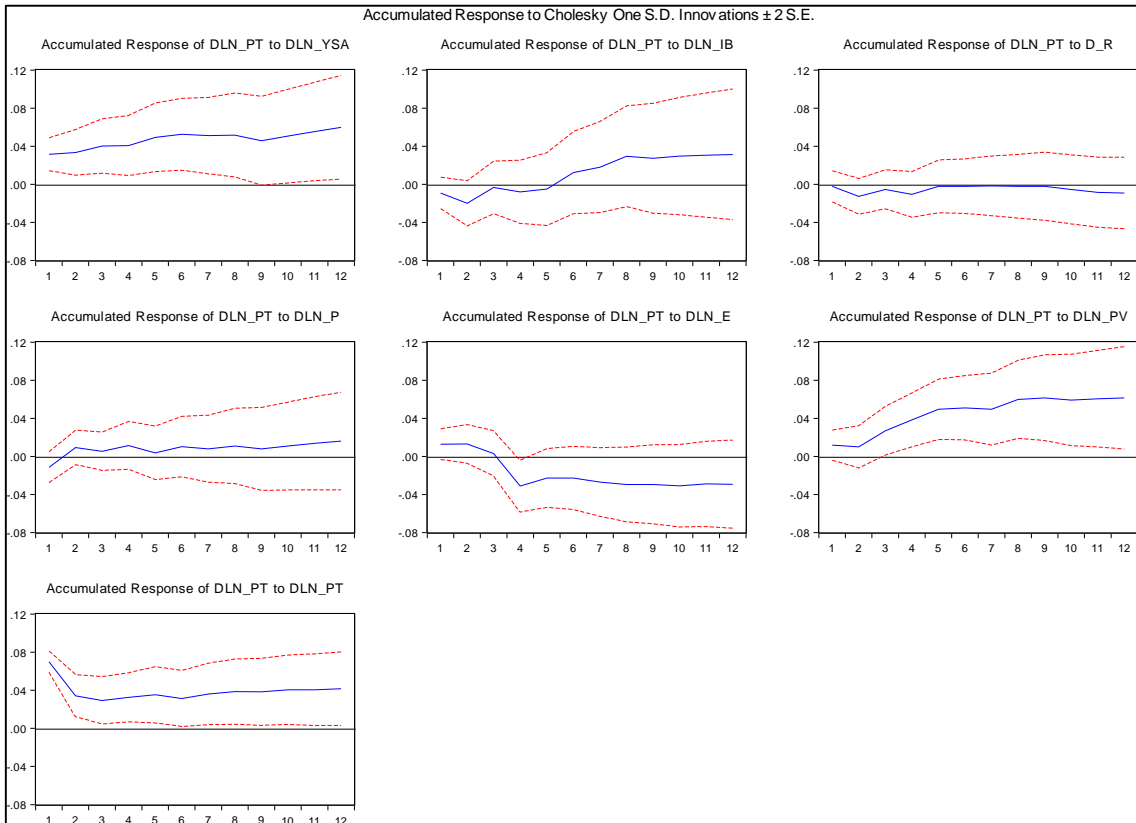 Accumulated Response to Cholesky One S.D. Innovations ± 2 S.E.
Accumulated Response of DLN_PT to DLN_YSA
.12
.08
.04
.00
-.04
-.08
1 2 3 4 5 6 7 8 9 10 11 12
Accumulated Response of DLN_PT to DLN_IB
.12
.08
.04
.00
-.04
-.08
1 2 3 4 5 6 7 8 9 10 11 12
Accumulated Response of DLN_PT to D_R
.12
.08
.04
.00
-.04
-.08
1 2 3 4 5 6 7 8 9 10 11 12
Accumulated Response of DLN_PT to DLN_P
.12
.08
.04
.00
-.04
-.08
1 2 3 4 5 6 7 8 9 10 11 12
Accumulated Response of DLN_PT to DLN_E
.12
.08
.04
.00
-.04
-.08
1 2 3 4 5 6 7 8 9 10 11 12
Accumulated Response of DLN_PT to DLN_PV
.12
.08
.04
.00
-.04
-.08
1 2 3 4 5 6 7 8 9 10 11 12
Accumulated Response of DLN_PT to DLN_PT
.12
.08
.04
.00
-.04
-.08
1 2 3 4 5 6 7 8 9 10 11 12